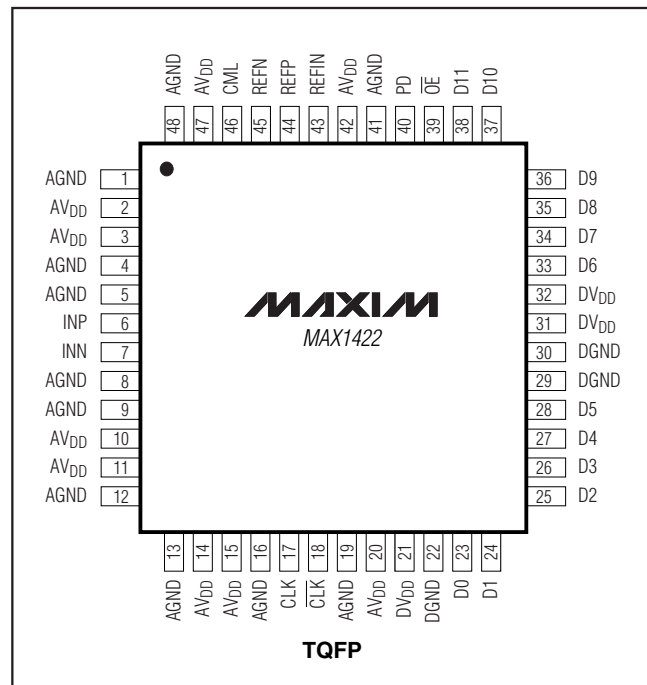 AGND
AVDD
CML
REFN
REFP
REFIN
AVDD
AGND
PD
OE
D11
D10
48
47
46
45
44
43
42
41
40
39
38
37
AGND 1
AVDD 2
AVDD 3
AGND 4
AGND 5
INP 6
INN 7
AGND 8
AGND 9
AVDD 10
AVDD 11
AGND 12
MAXIM
MAX1422
36 D9
35 D8
34 D7
33 D6
32 DVDD
31 DVDD
30 DGND
29 DGND
28 D5
27 D4
26 D3
25 D2
13
14
15
16
17
18
19
20
21
22
23
24
AGND
AVDD
AVDD
AGND
CLK
CLK
AGND
AVDD
DVDD
DGND
D0
D1
TQFP